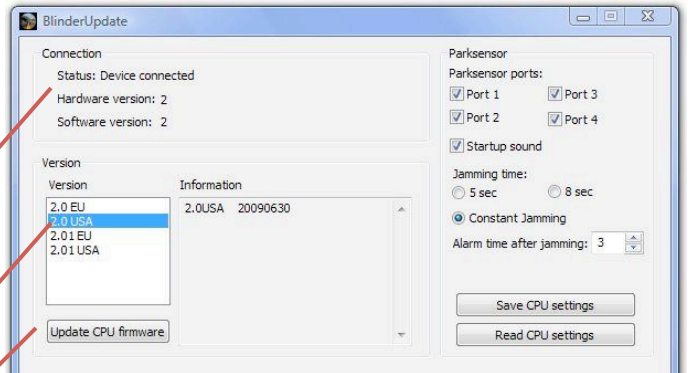 BlinderUpdate
Connection
Status: Device connected
Hardware version: 2
Software version: 2
Version
Version
2.0 EU
2.0 USA
2.01 EU
2.01 USA
Update CPU firmware
Information
2.0USA 20090630
Parksensor
Parksensor ports:
Port 1 Port 3
Port 2 Port 4
Startup sound
Jamming time:
5 sec 8 sec
Constant Jamming
Alarm time after jamming: 3
Save CPU settings
Read CPU settings